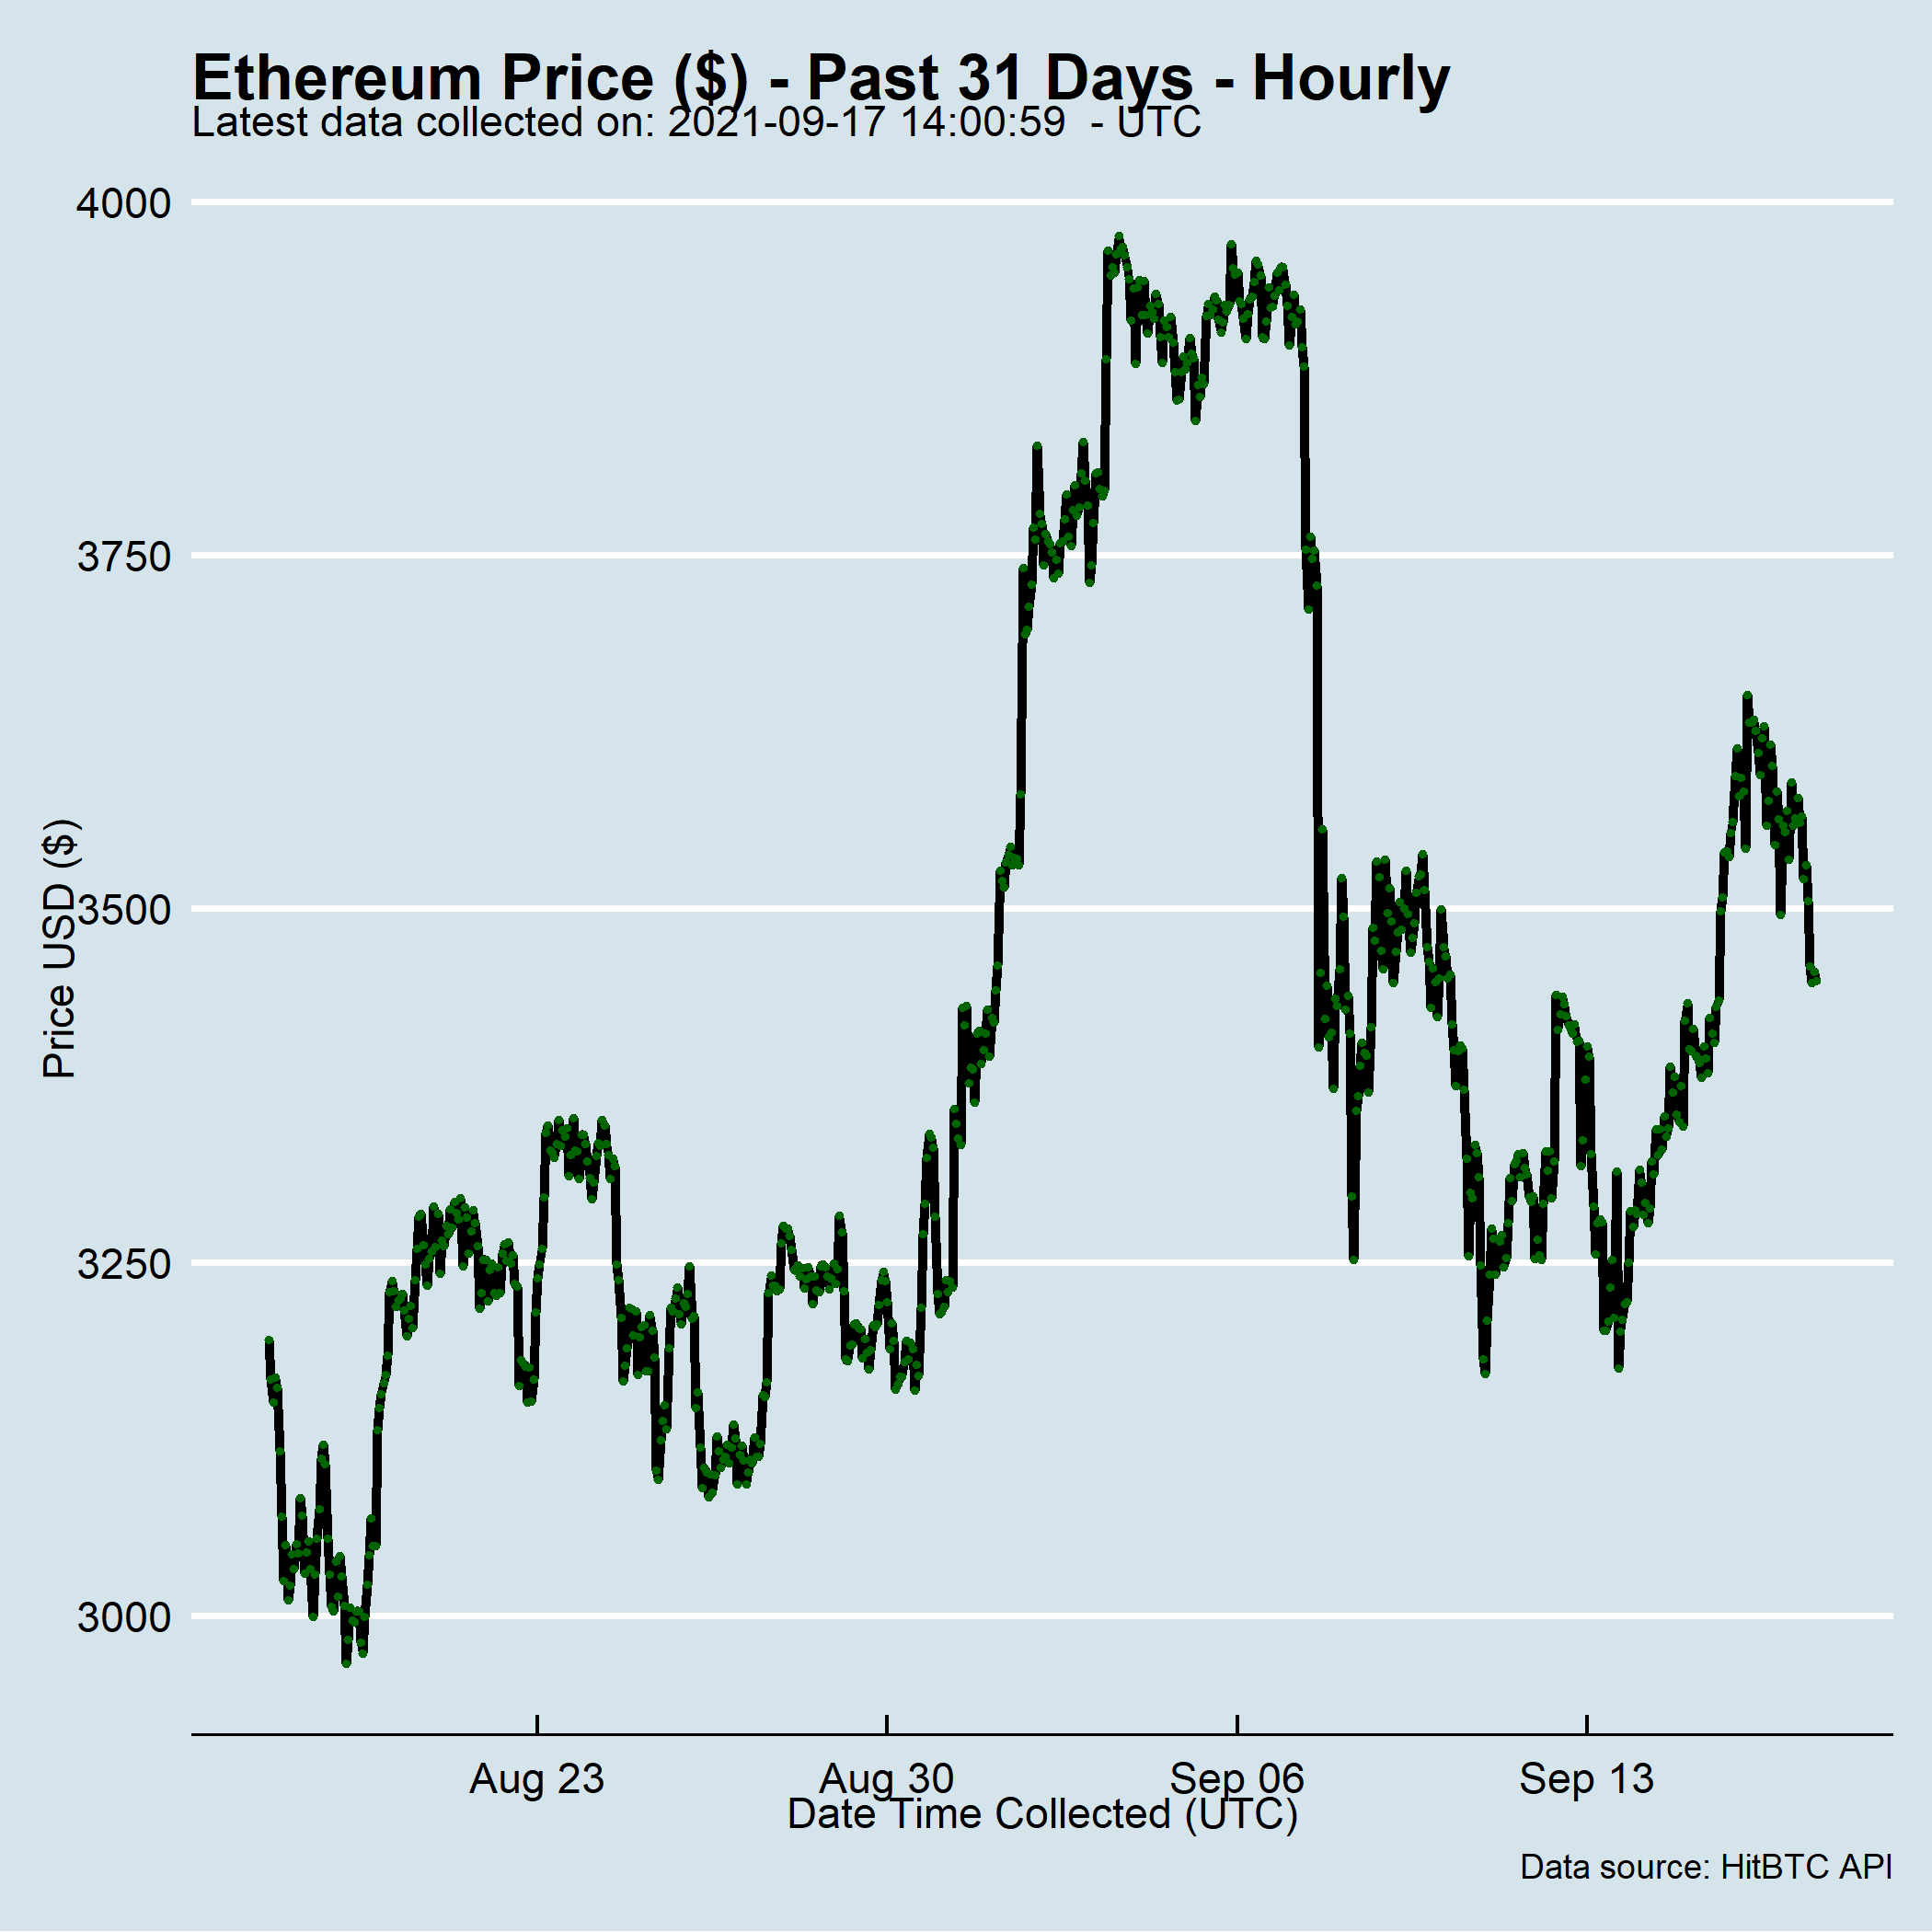 Ethereum Price ($) - Past 31 Days - Hourly
Latest data collected on: 2021-09-17 14:00:59  - UTC
4000
3750
3500
3250
3000
Price USD ($)
Aug 23
Aug 30
Sep 06
Sep 13
Date Time Collected (UTC)
Data source: HitBTC API